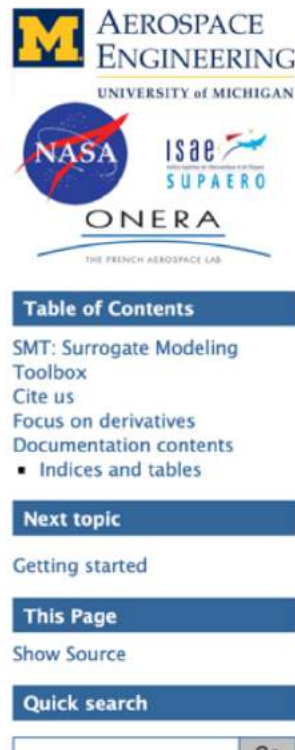 M
AEROSPACE
ENGINEERING
UNIVERSITY of MICHIGAN
NASA
isae
SUPAERO
ONERA
THE FRENCH AEROSPACE LAB
Table of Contents
SMT: Surrogate Modeling
Toolbox
Cite us
Focus on derivatives
Documentation contents
▪ Indices and tables
Next topic
Getting started
This Page
Show Source
Quick search